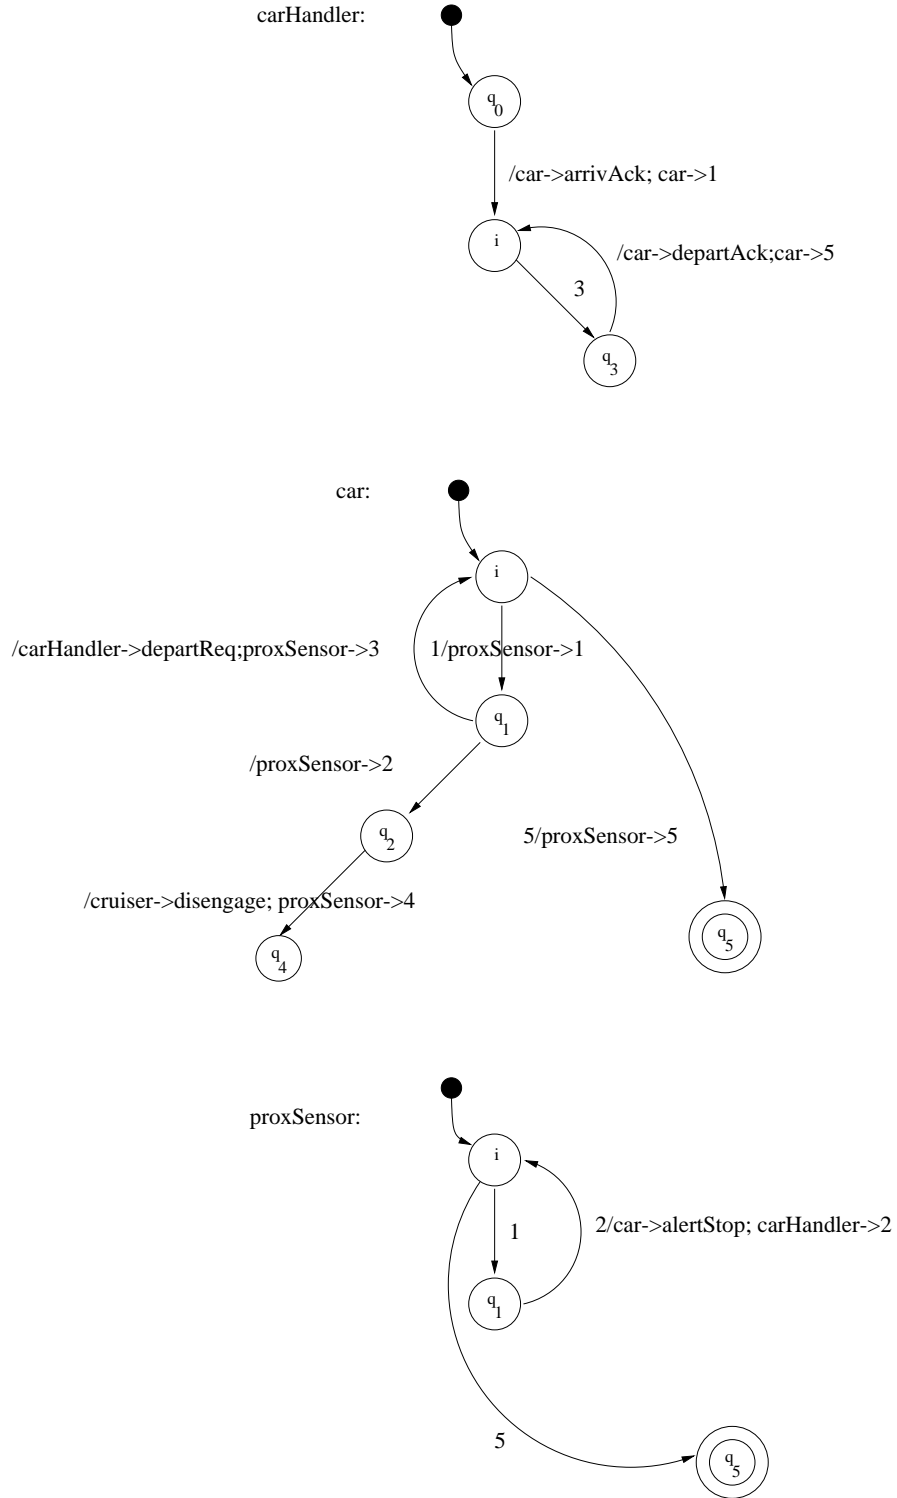 carHandler:
q0
/car->arrivAck; car->1
i
/car->departAck;car->5
3
q3
car:
i
/carHandler->departReq;proxSensor->3
1/proxSensor->1
q1
/proxSensor->2
q2
5/proxSensor->5
/cruiser->disengage; proxSensor->4
q5
q4
proxSensor:
i
2/car->alertStop; carHandler->2
1
q1
5
q5